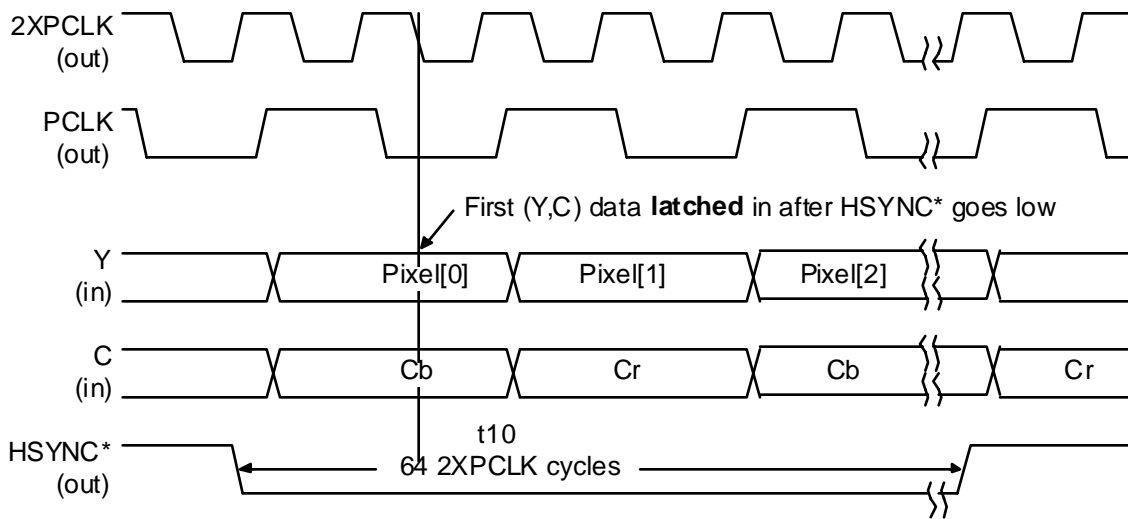 2XPCLK
(out)
PCLK
(out)
First (Y,C) data latched in after HSYNC* goes low
Y
(in)
Pixel[0] Pixel[1] Pixel[2]
C
(in)
Cb Cr Cb Cr
HSYNC*
(out)
t10
64 2XPCLK cycles